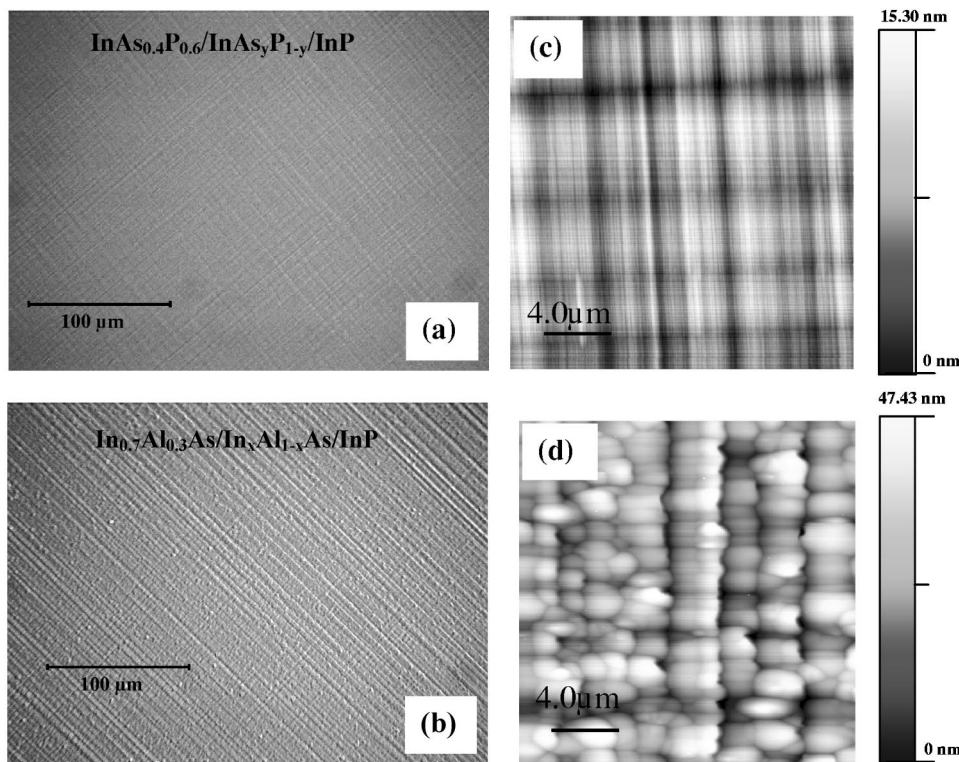 InAs0.4P0.6/InAsyP1-y/InP
100 µm
(a)
(c)
4.0µm
15.30 nm
0 nm
In0.7Al0.3As/InxAl1-xAs/InP
100 µm
(b)
(d)
4.0µm
47.43 nm
0 nm